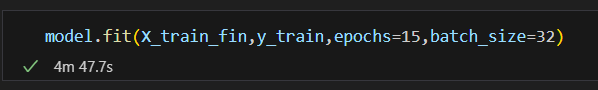 model.fit(X_train_fin,y_train,epochs=15,batch_size=32)
4m 47.7s